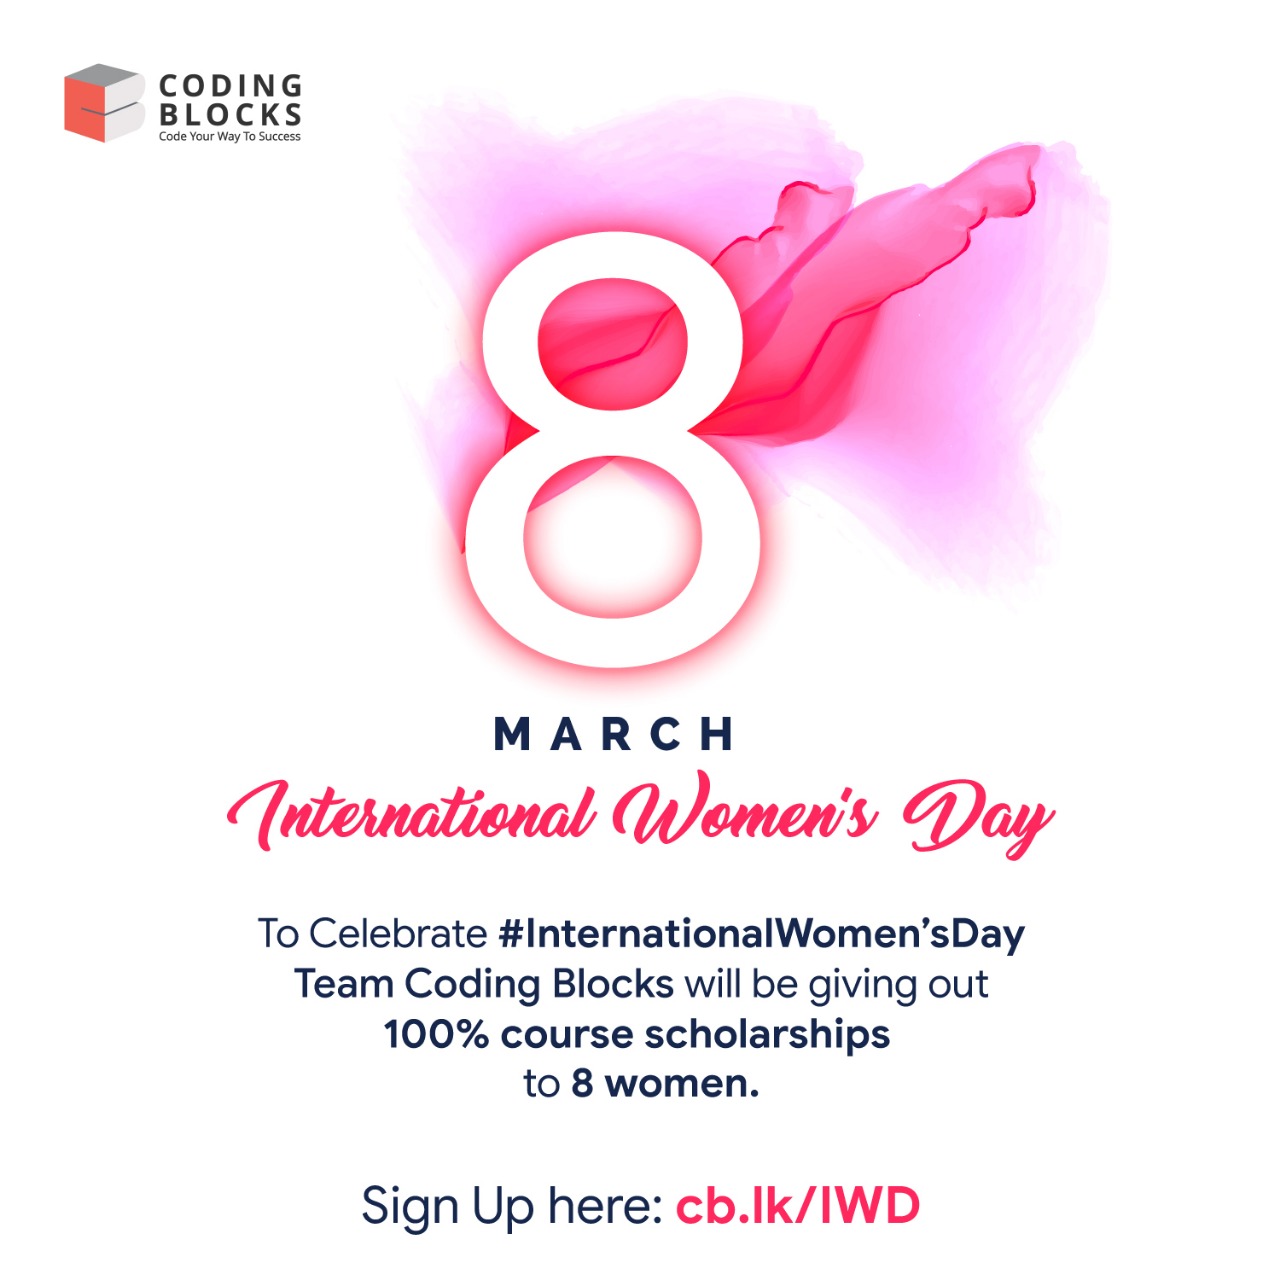 CODING
BLOCKS
Code Your Way To Success
8
MARCH
International Women's Day
To Celebrate #InternationalWomen’sDay
Team Coding Blocks will be giving out
100% course scholarships
to 8 women.
Sign Up here: cb.lk/IWD